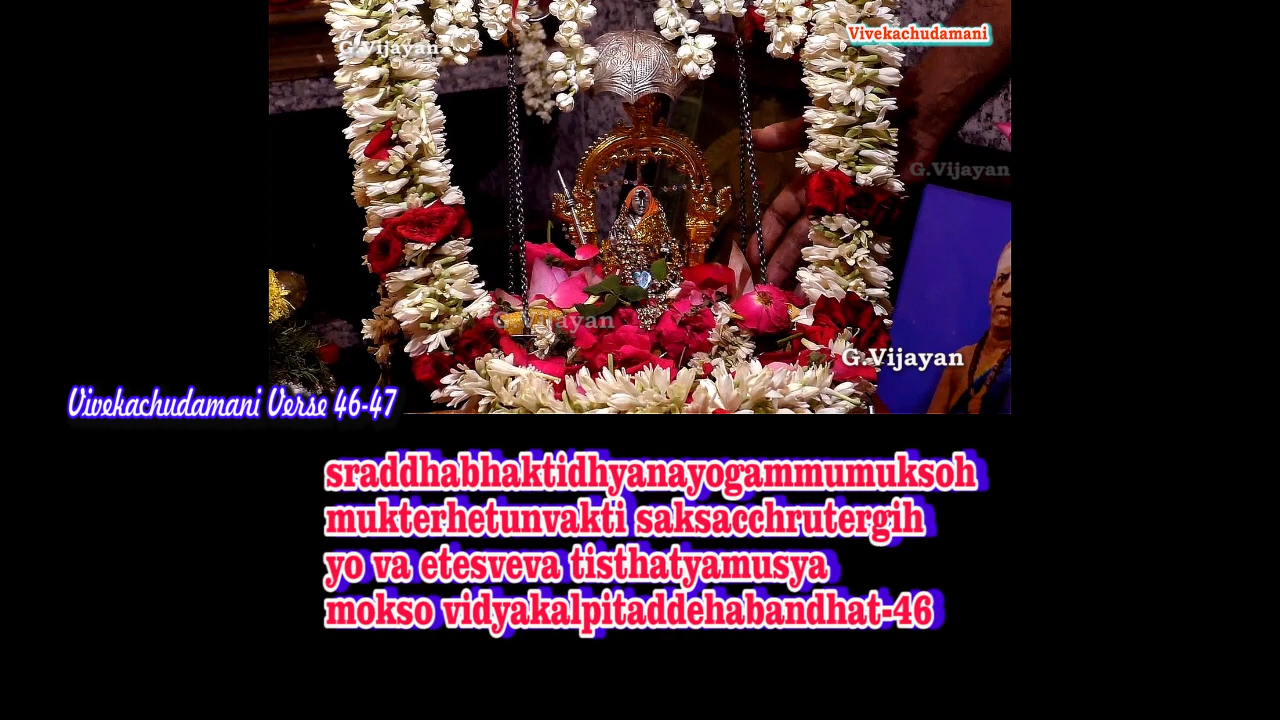 Vivekachudamani
G.Vijayan
G.Vijayan
G.Vijayan
G.Vijayan
Vivekachudamani Verse 46-47
sraddhabhaktidhyanayogammumuksoh
mukterhetunvakti saksacchrutergih
yo va etesveva tisthatyamusya
mokso vidyakalpitaddehabandhat-46